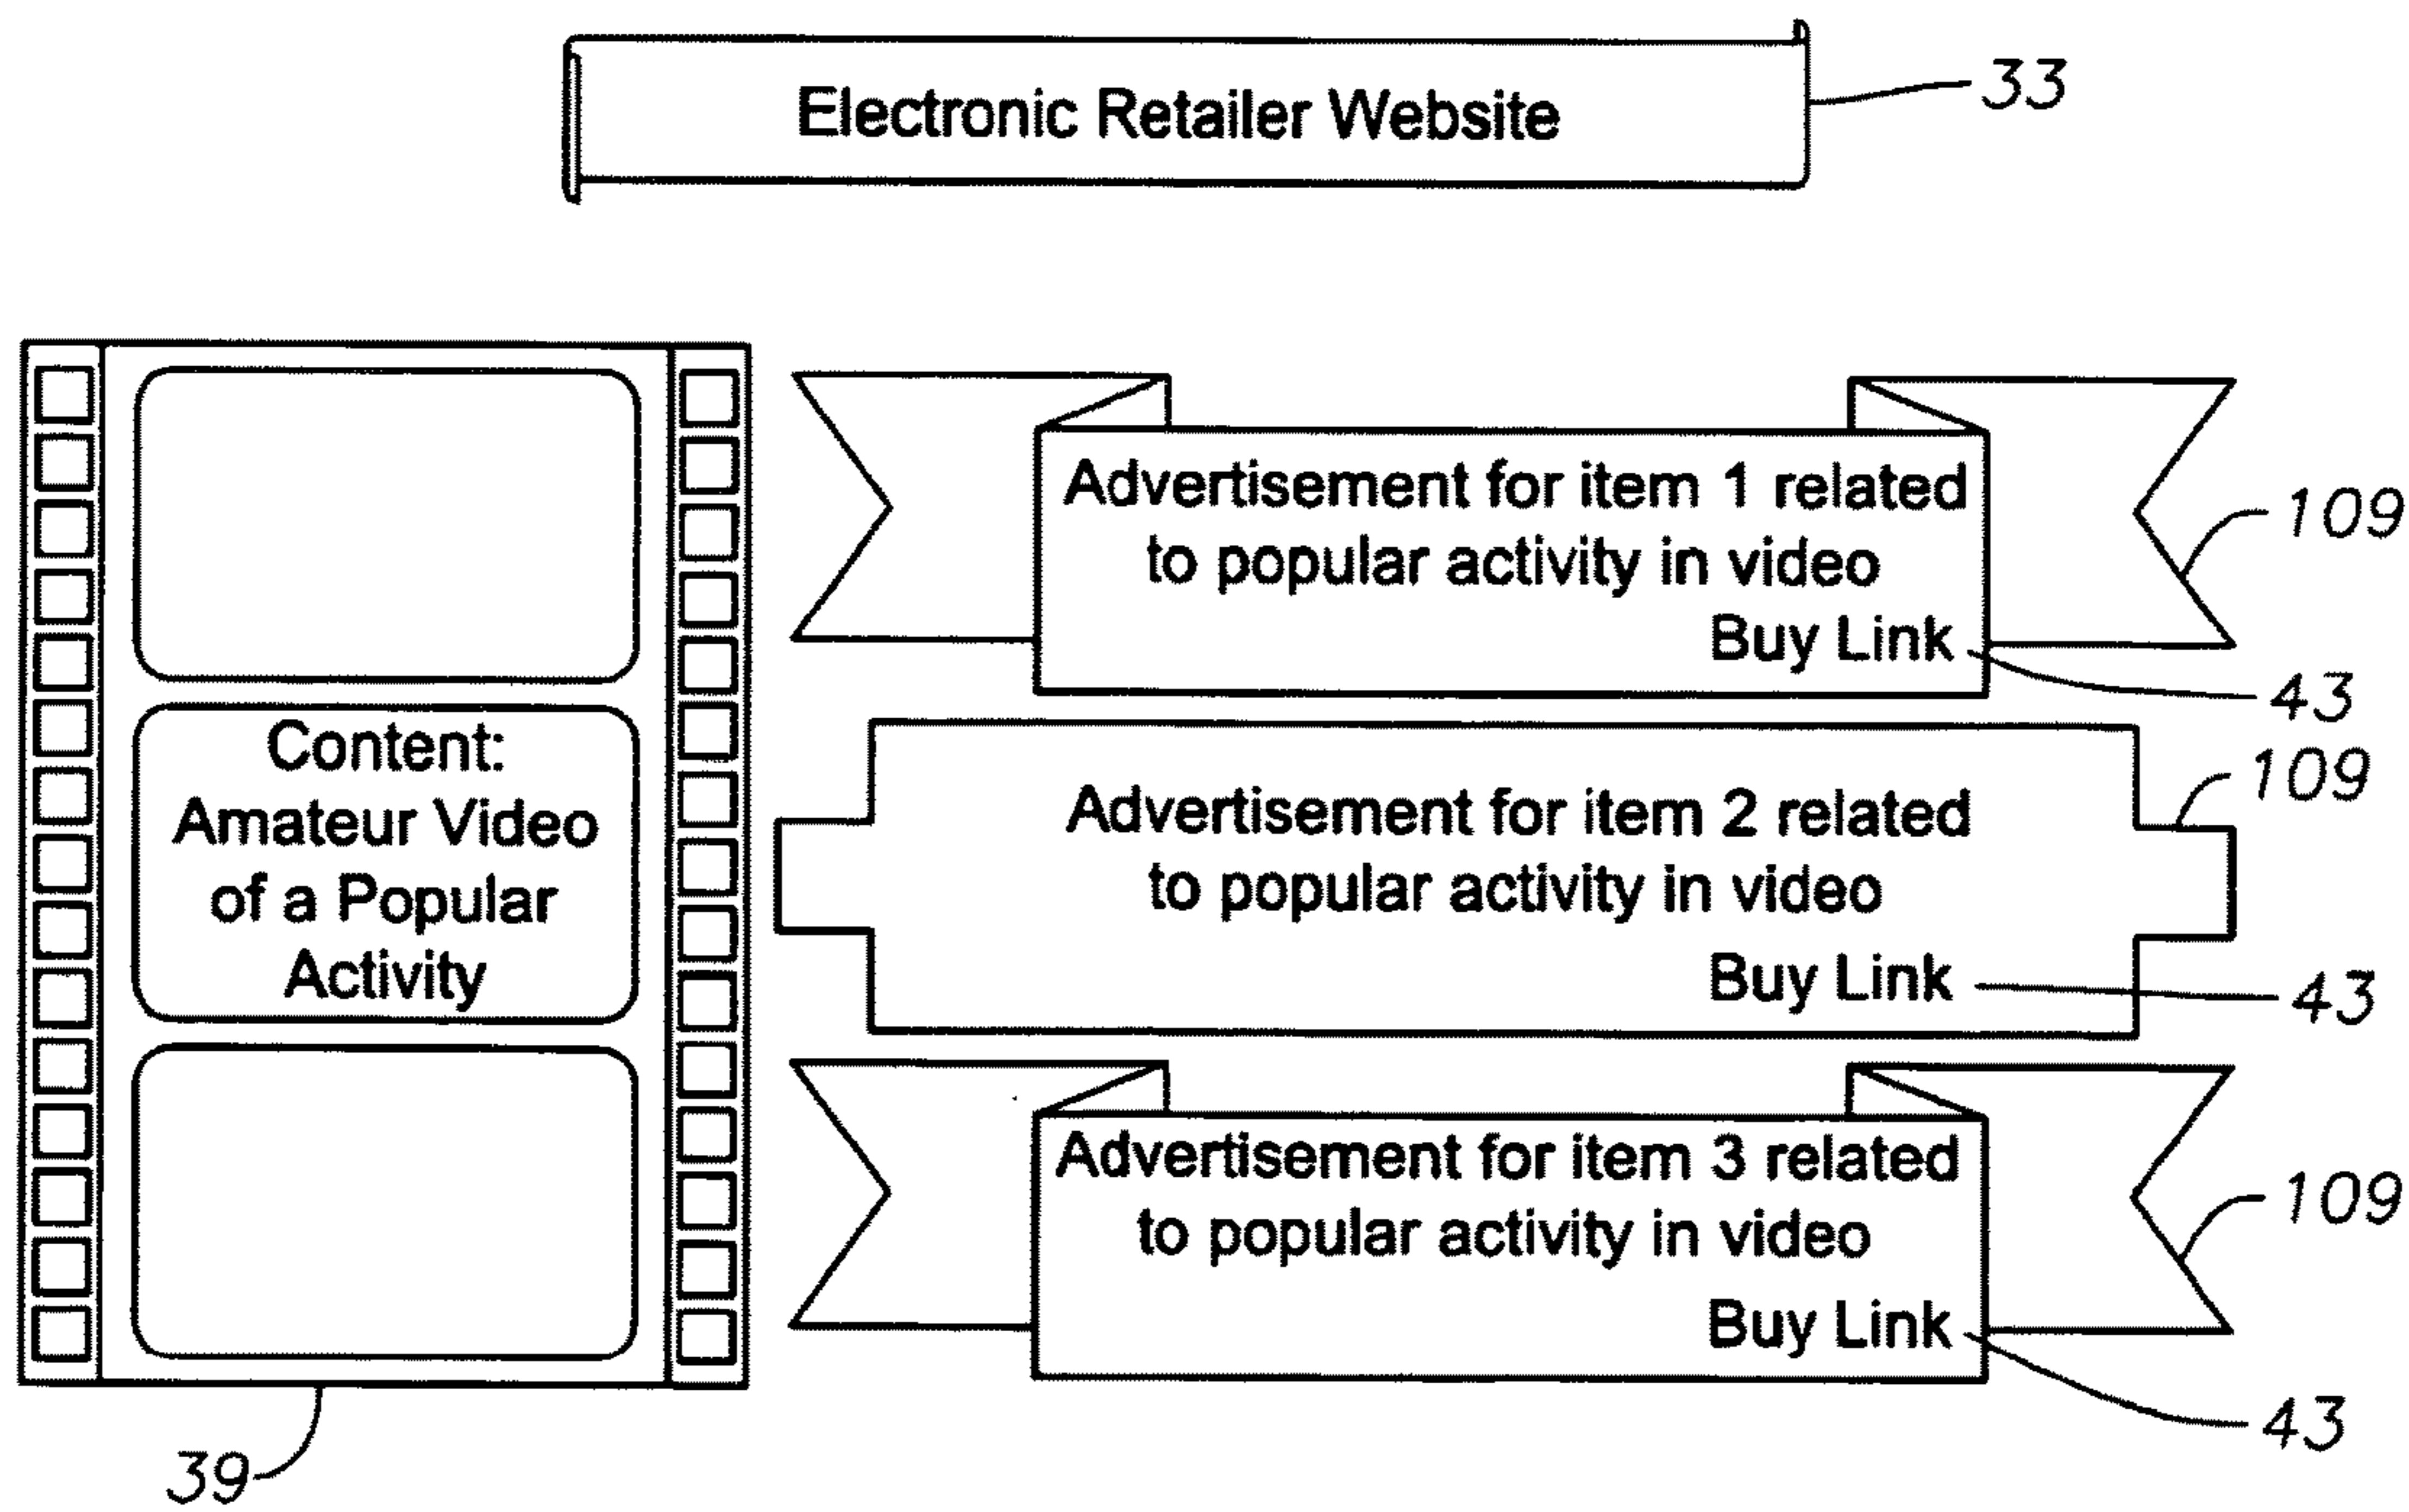 Electronic Retailer Website
33
Content:
Amateur Video
of a Popular
Activity
39
Advertisement for item 1 related
to popular activity in video
Buy Link
109
43
Advertisement for item 2 related
to popular activity in video
Buy Link
109
43
Advertisement for item 3 related
to popular activity in video
Buy Link
109
43